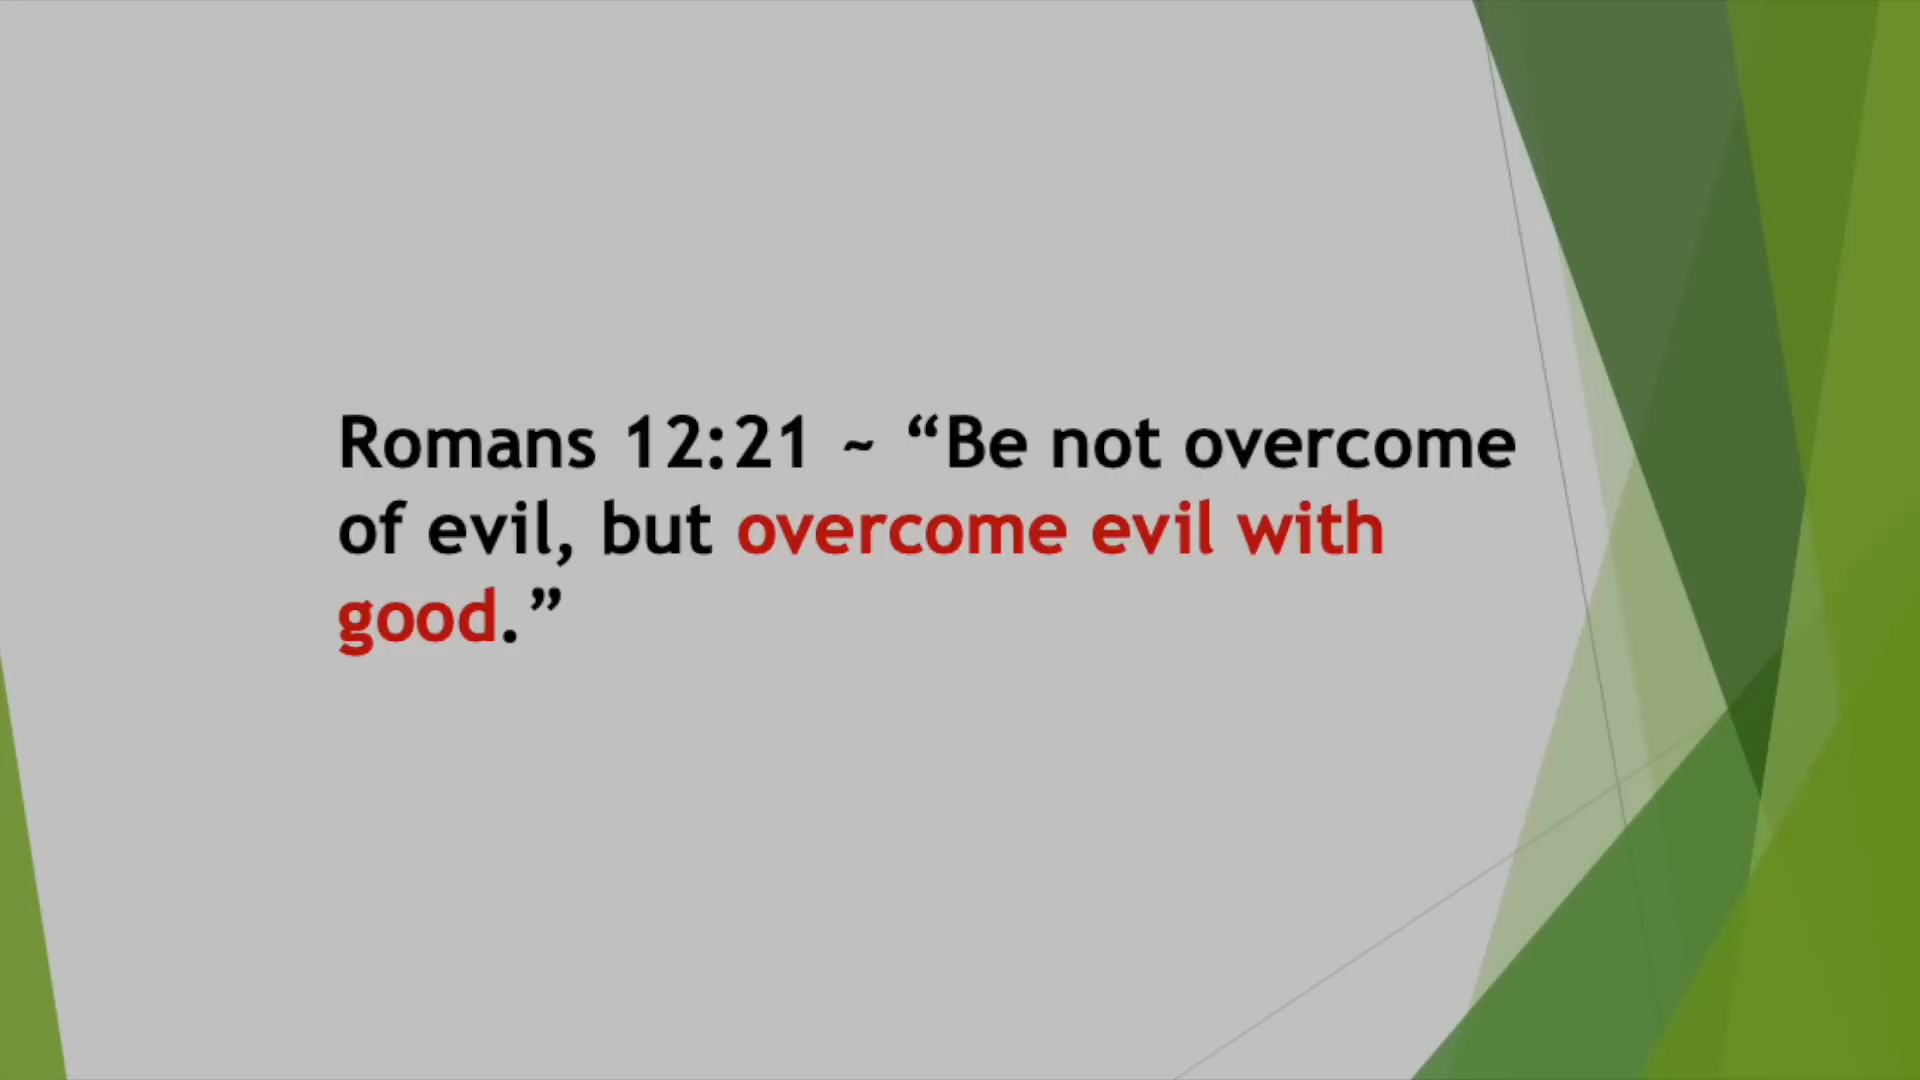 Romans 12:21 ~ “Be not overcome
of evil, but overcome evil with
good.”